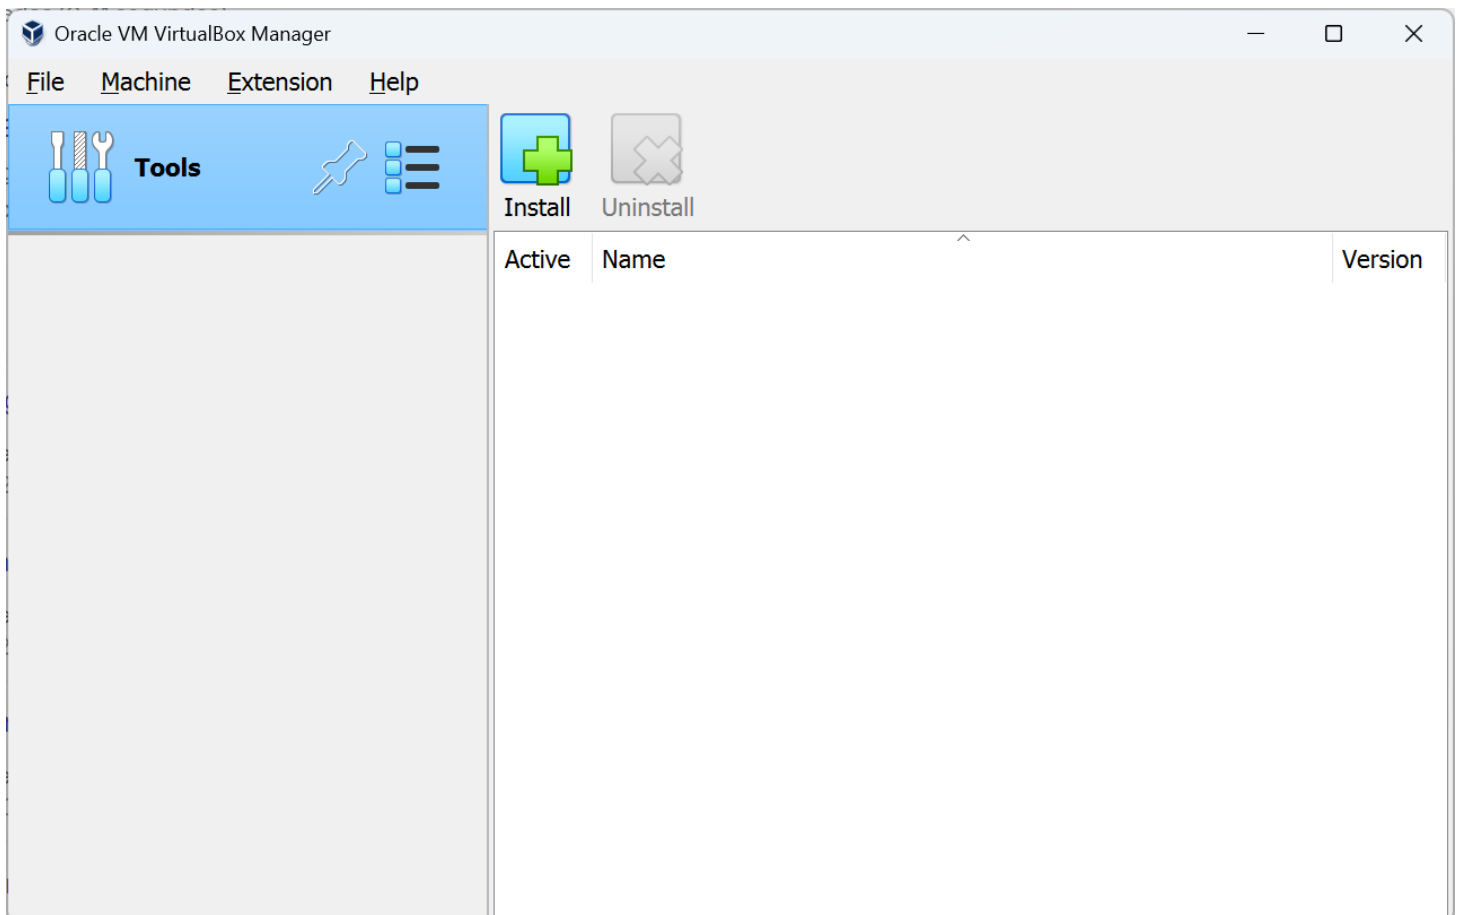 Oracle VM VirtualBox Manager
File Machine Extension Help
Tools
Install Uninstall
Active Name Version